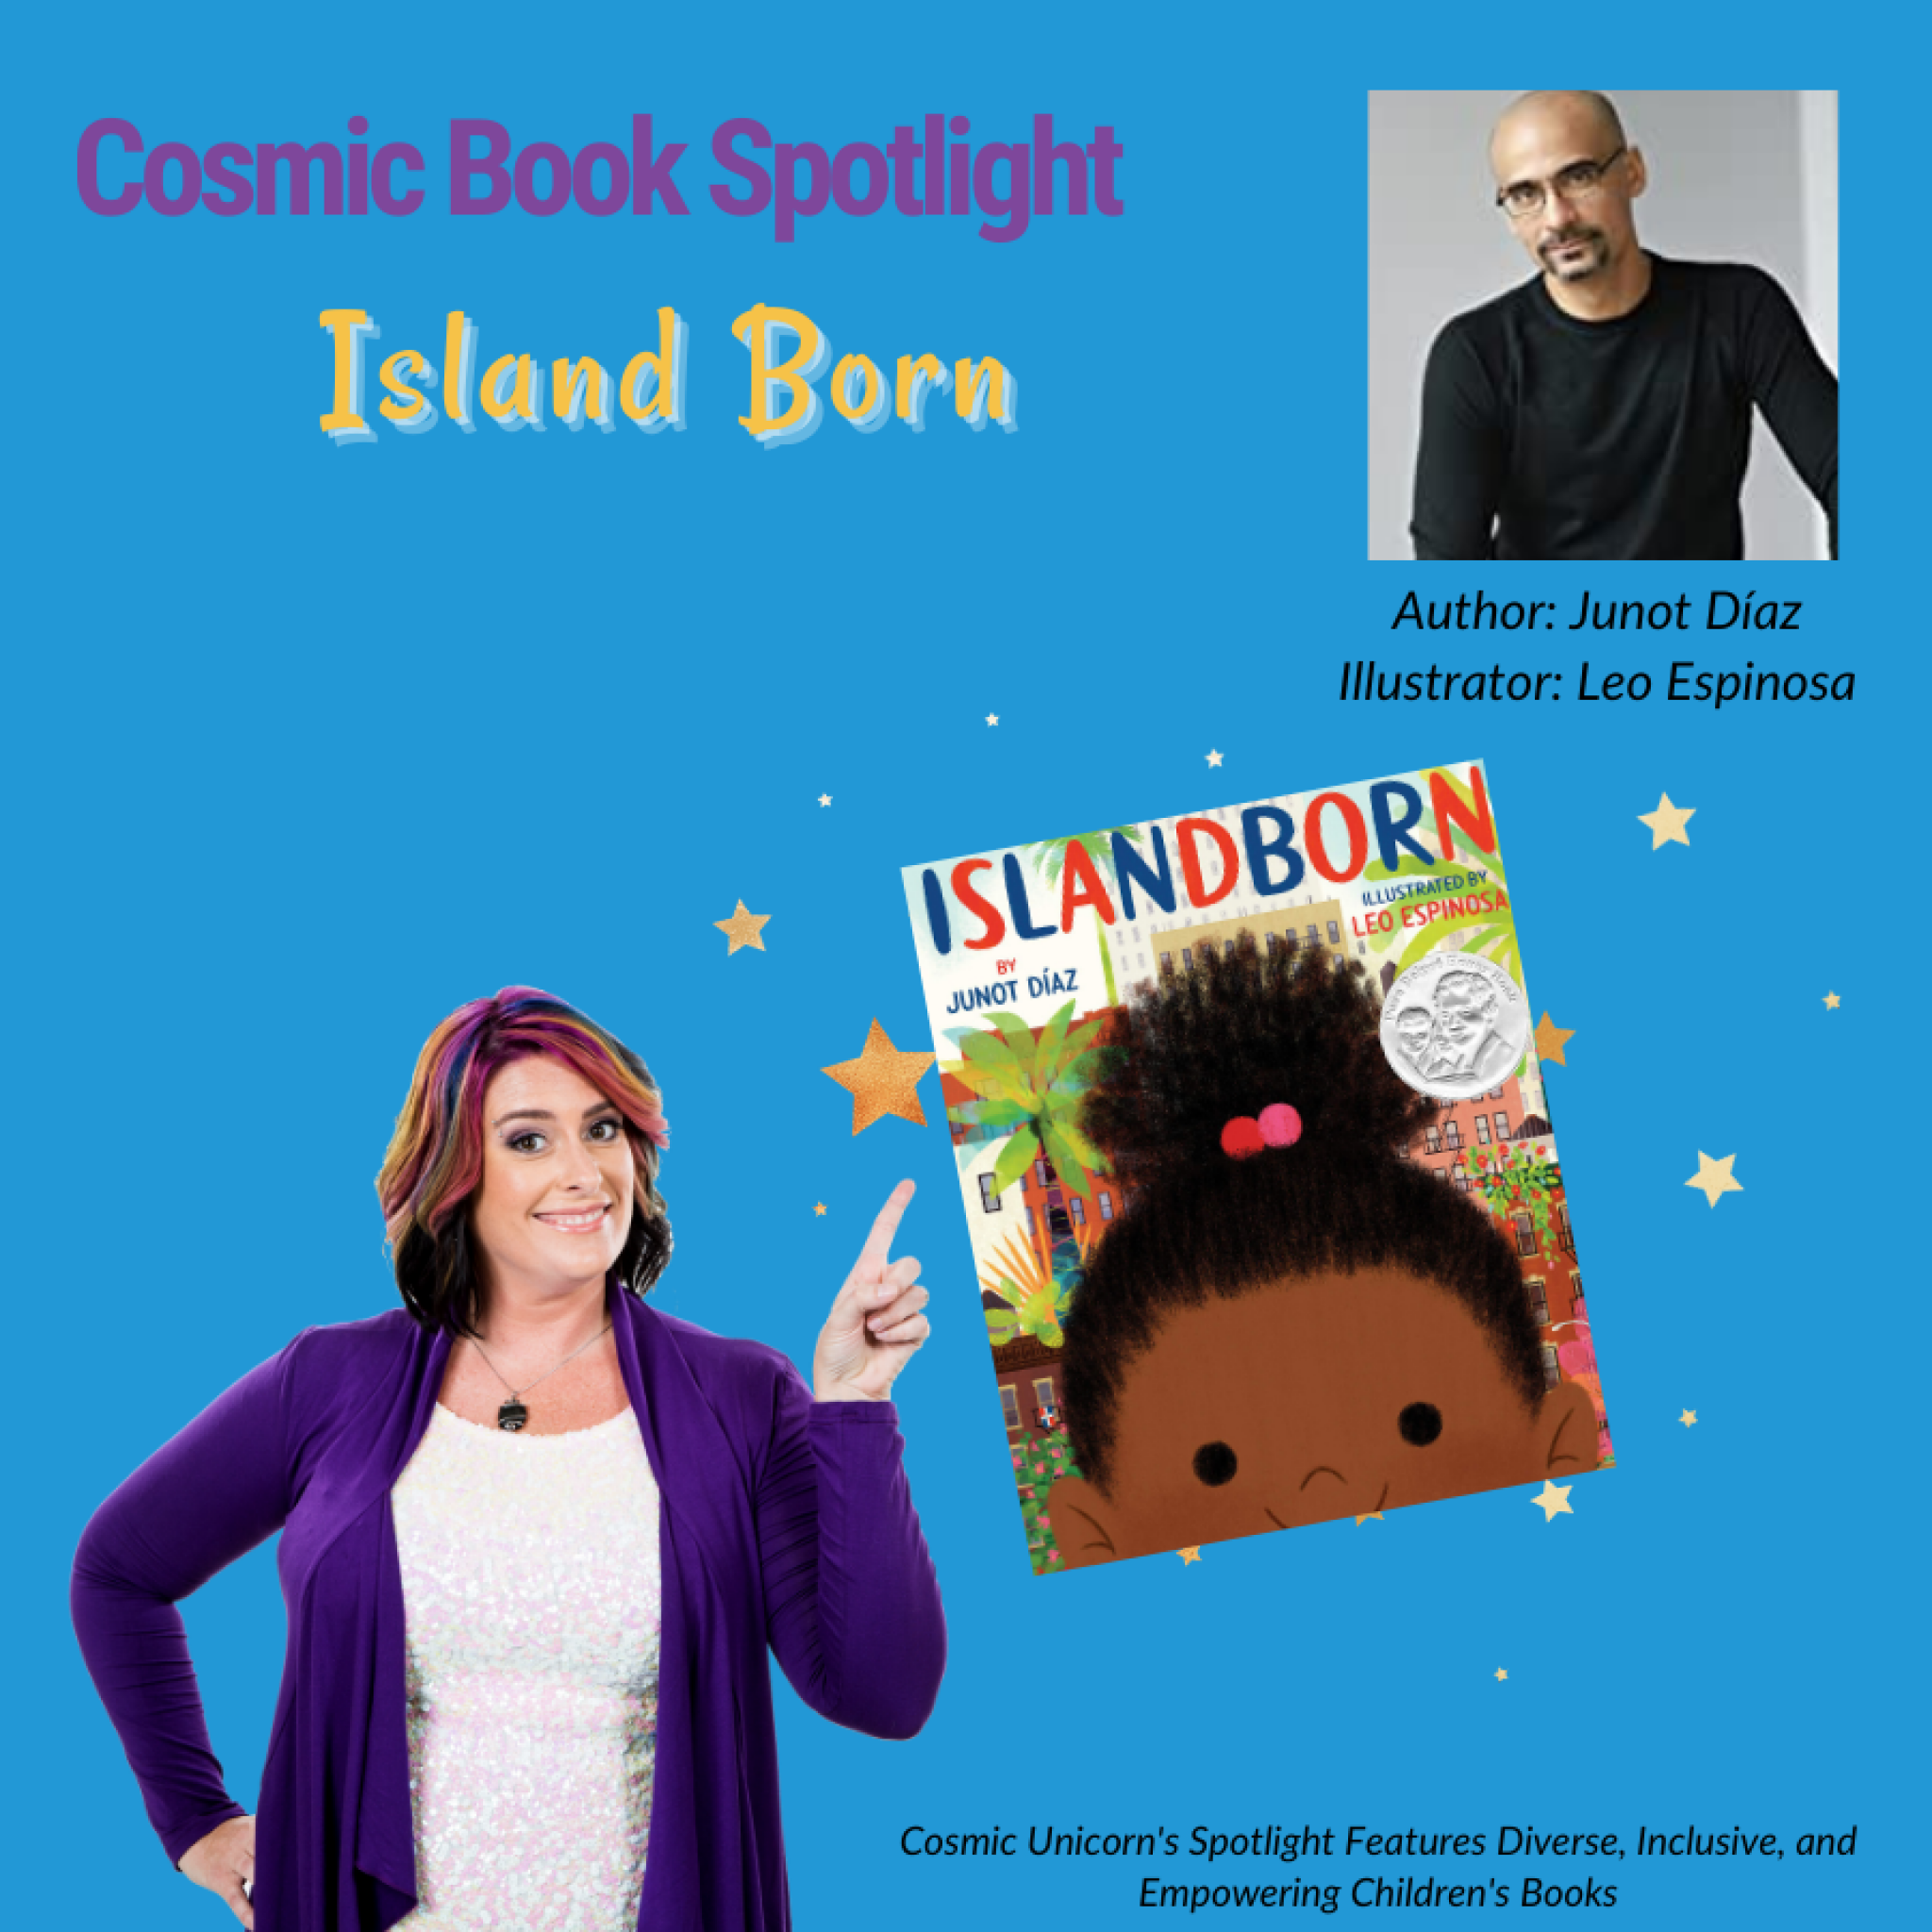 Cosmic Book Spotlight
Island Born
Author: Junot Díaz
Illustrator: Leo Espinosa
ISLANDBORN
ILLUSTRATED BY
LEO ESPINOSA
BY
JUNOT DÍAZ
Cosmic Unicorn's Spotlight Features Diverse, Inclusive, and
Empowering Children's Books